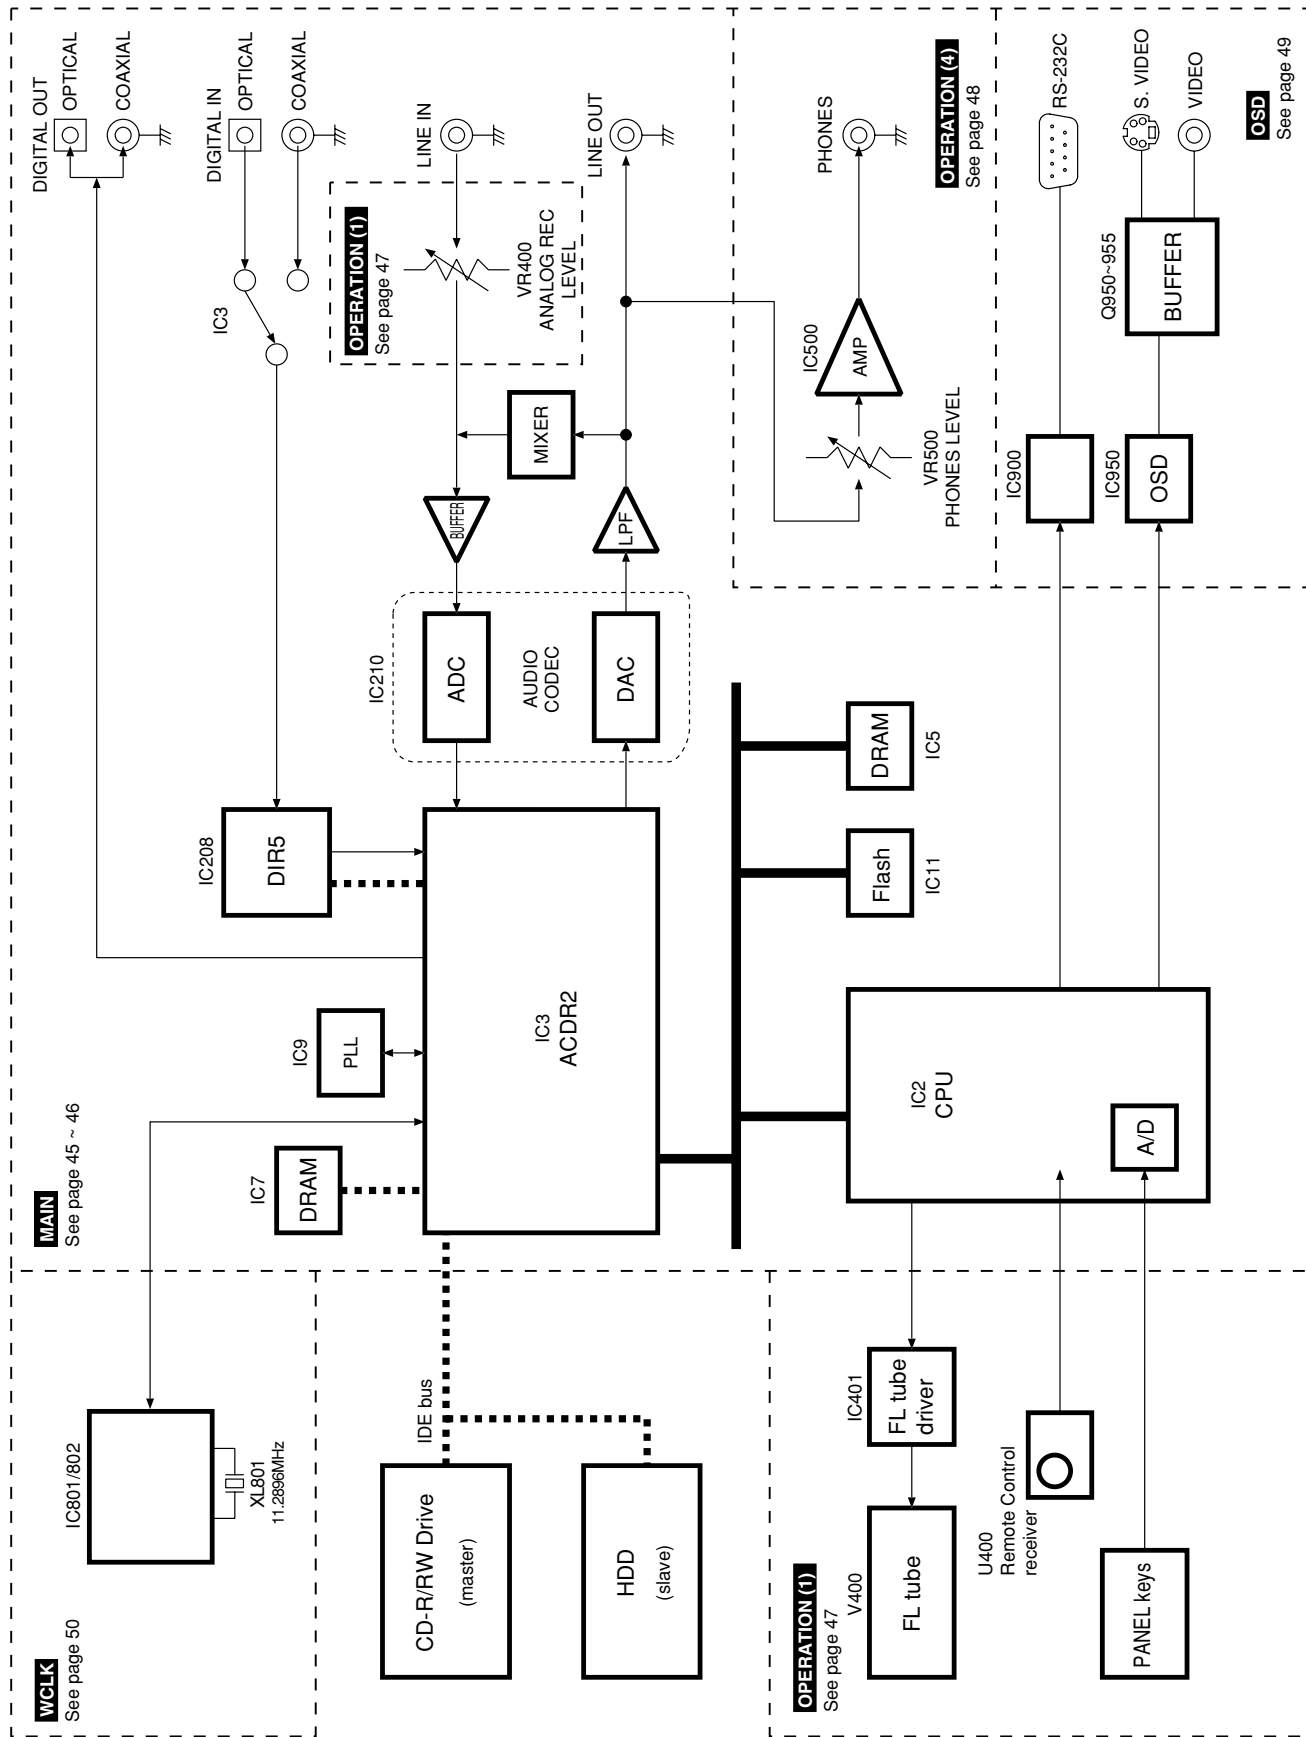 WCLK
See page 50
IC801/802
XL801
11.2896MHz
MAIN
See page 45 ~ 46
IC7
DRAM
IC9
PLL
IC208
DIR5
IC3
DIGITAL OUT
OPTICAL
COAXIAL
DIGITAL IN
OPTICAL
COAXIAL
OPERATION (1)
See page 47
LINE IN
VR400
ANALOG REC
LEVEL
LINE OUT
MIXER
BUFFER
LPF
IC210
ADC
AUDIO
CODEC
DAC
IC3
ACDR2
IDE bus
CD-R/RW Drive
(master)
HDD
(slave)
DRAM
IC5
Flash
IC11
PHONES
OPERATION (4)
See page 48
IC500
AMP
VR500
PHONES LEVEL
OPERATION (1)
See page 47
V400
FL tube
IC401
FL tube
driver
U400
Remote Control
receiver
PANEL keys
IC2
CPU
A/D
IC900
RS-232C
IC950
OSD
Q950~955
BUFFER
S. VIDEO
VIDEO
OSD
See page 49